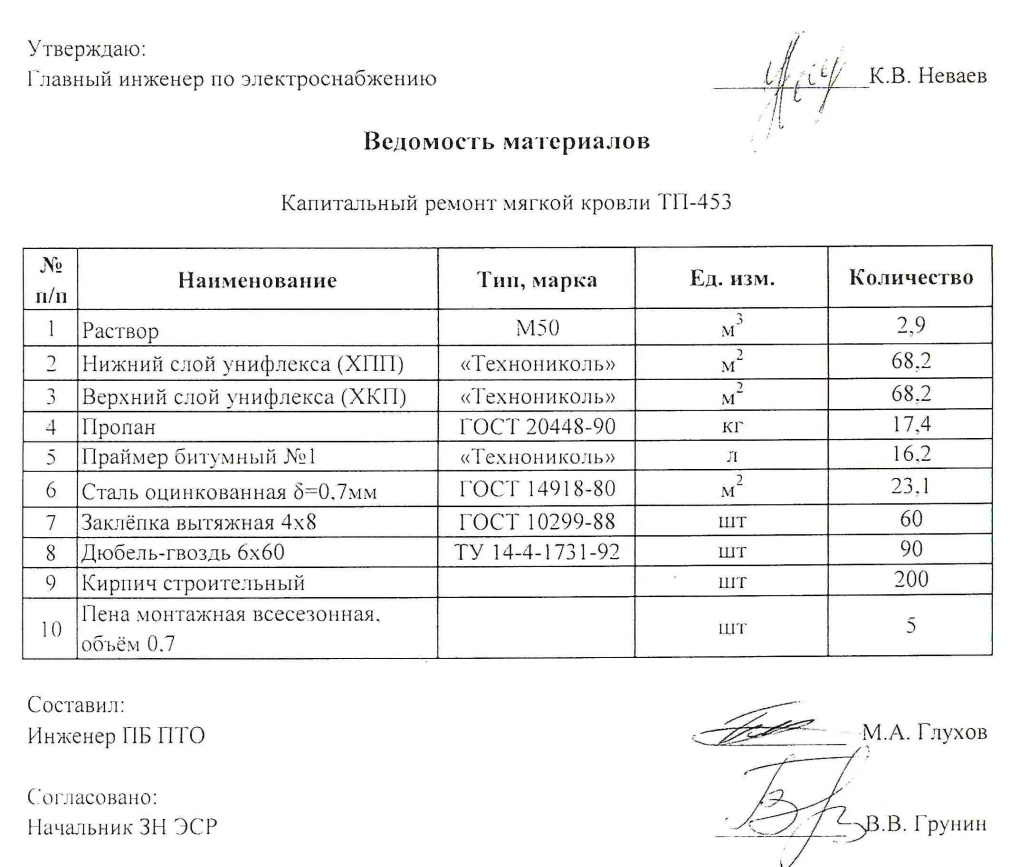 Утверждаю:
Главный инженер по электроснабжению К.В. Неваев
Ведомость материалов
Капитальный ремонт мягкой кровли ТП-453
№ п/п Наименование Тип, марка Ед. изм. Количество
1 Раствор М50 м³ 2,9
2 Нижний слой унифлекса (ХПП) «Технониколь» м² 68,2
3 Верхний слой унифлекса (ХКП) «Технониколь» м² 68,2
4 Пропан ГОСТ 20448-90 кг 17,4
5 Праймер битумный №1 «Технониколь» л 16,2
6 Сталь оцинкованная δ=0,7мм ГОСТ 14918-80 м² 23,1
7 Заклёпка вытяжная 4х8 ГОСТ 10299-88 шт 60
8 Дюбель-гвоздь 6х60 ТУ 14-4-1731-92 шт 90
9 Кирпич строительный шт 200
10 Пена монтажная всесезонная, шт 5
объём 0,7
Составил:
Инженер ПБ ПТО М.А. Глухов
Согласовано:
Начальник ЗН ЭСР В.В. Грунин